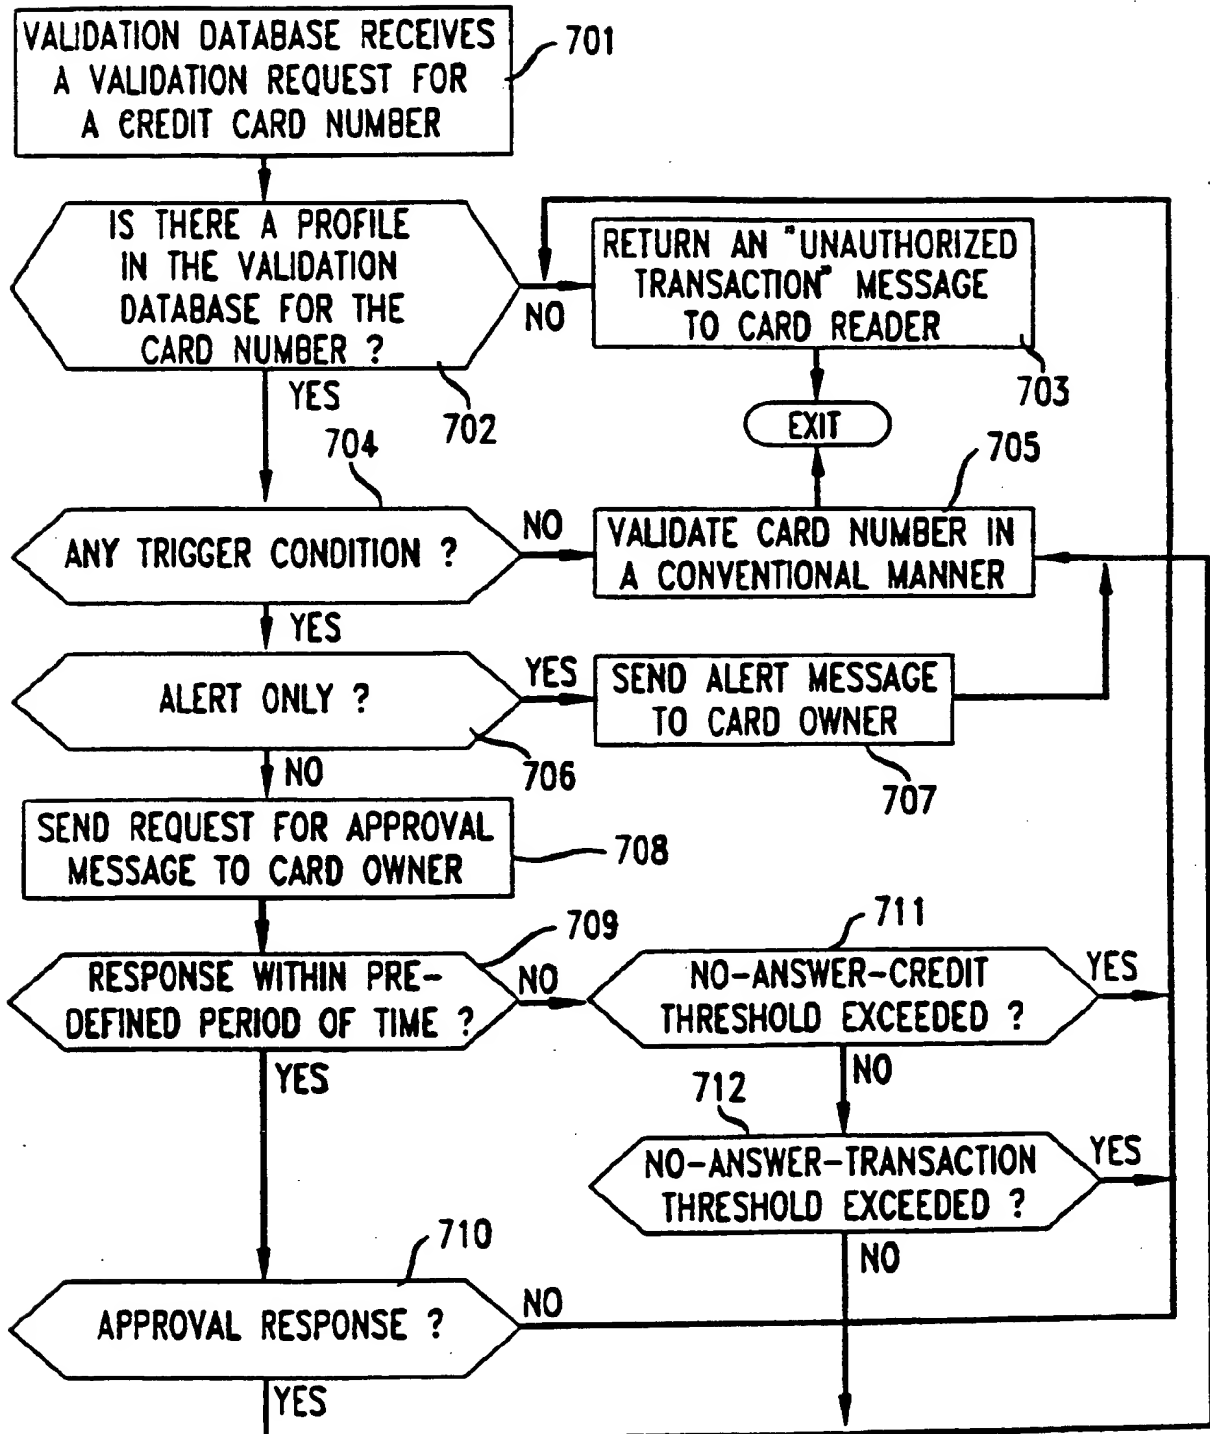 VALIDATION DATABASE RECEIVES
A VALIDATION REQUEST FOR
A CREDIT CARD NUMBER
701
IS THERE A PROFILE
IN THE VALIDATION
DATABASE FOR THE
CARD NUMBER ?
702
NO
YES
RETURN AN "UNAUTHORIZED
TRANSACTION" MESSAGE
TO CARD READER
703
EXIT
704
ANY TRIGGER CONDITION ?
NO
YES
705
VALIDATE CARD NUMBER IN
A CONVENTIONAL MANNER
ALERT ONLY ?
706
YES
NO
SEND ALERT MESSAGE
TO CARD OWNER
707
SEND REQUEST FOR APPROVAL
MESSAGE TO CARD OWNER
708
709
RESPONSE WITHIN PRE-
DEFINED PERIOD OF TIME ?
NO
YES
711
NO-ANSWER-CREDIT
THRESHOLD EXCEEDED ?
YES
NO
712
NO-ANSWER-TRANSACTION
THRESHOLD EXCEEDED ?
YES
NO
710
APPROVAL RESPONSE ?
NO
YES